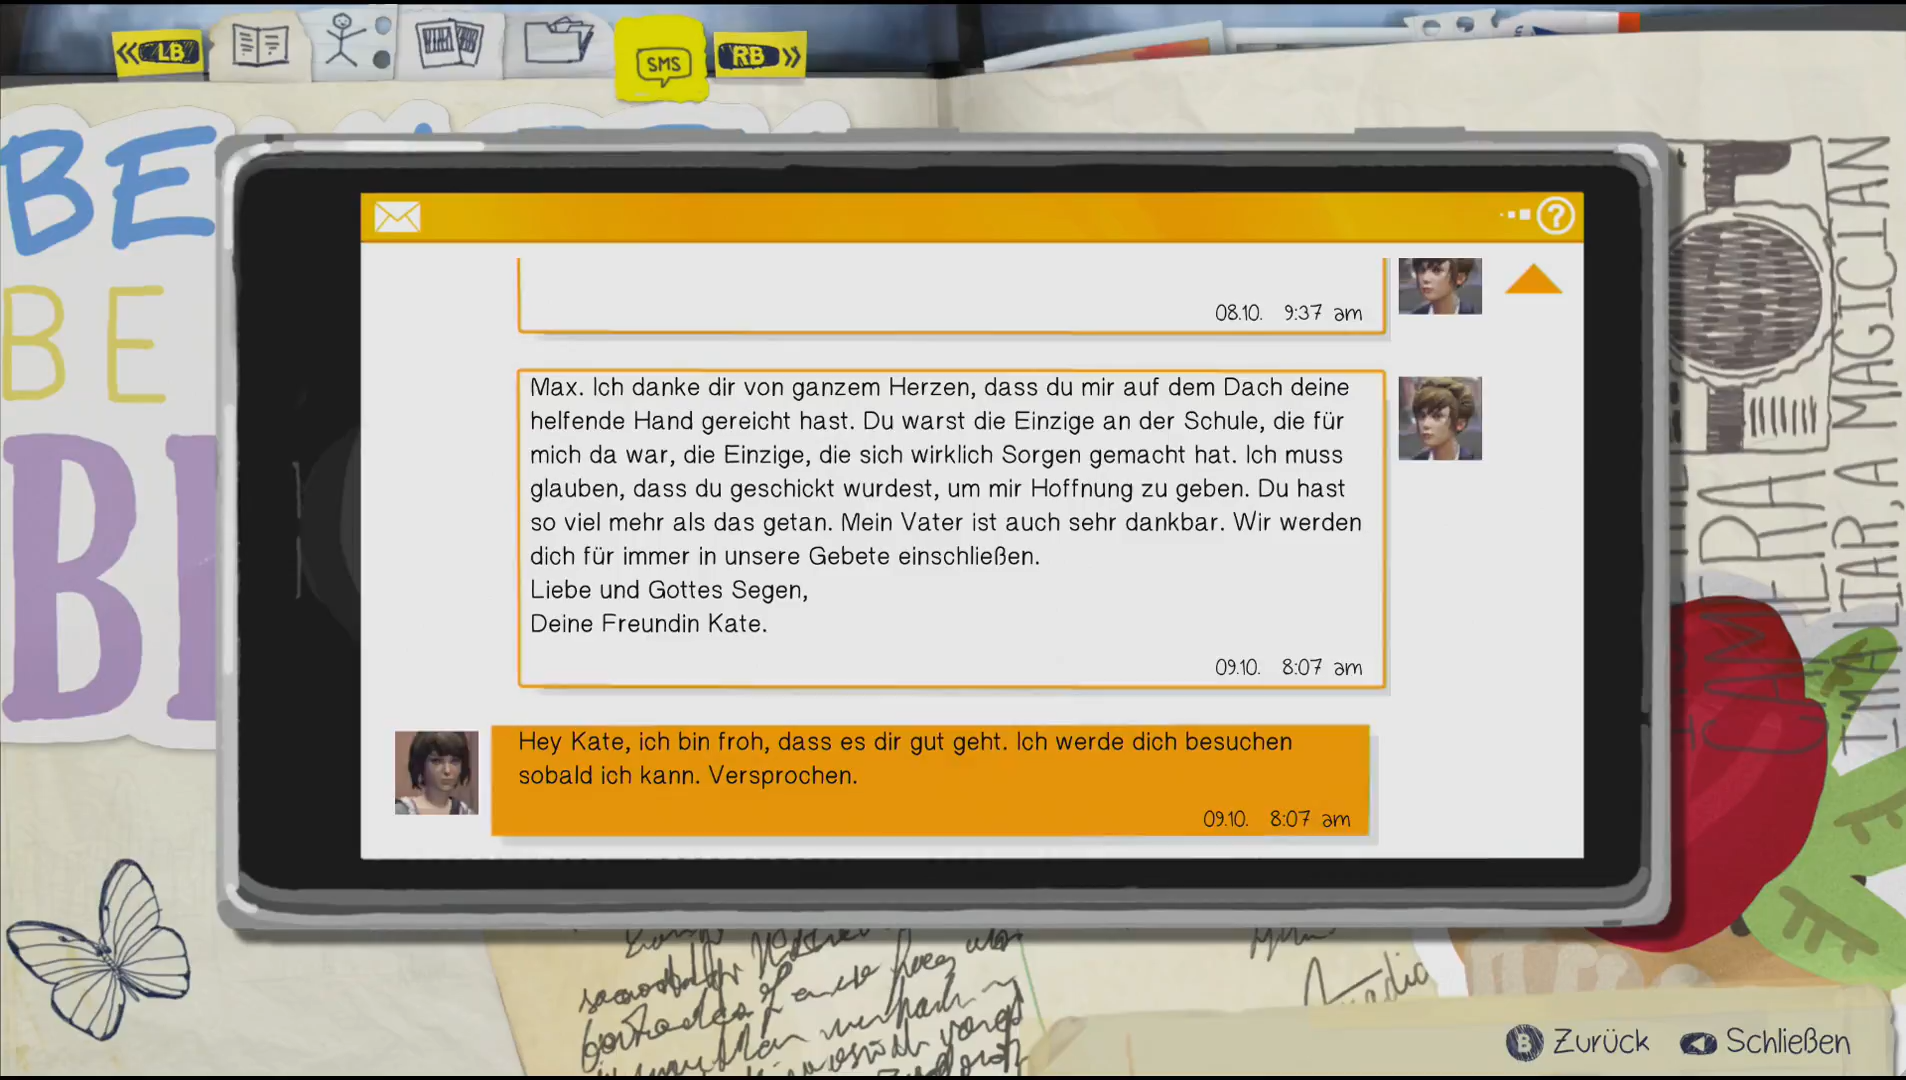 LB
SMS
RB
BE
BE
08.10. 9:37 am
Max. Ich danke dir von ganzem Herzen, dass du mir auf dem Dach deine
helfende Hand gereicht hast. Du warst die Einzige an der Schule, die für
mich da war, die Einzige, die sich wirklich Sorgen gemacht hat. Ich muss
glauben, dass du geschickt wurdest, um mir Hoffnung zu geben. Du hast
so viel mehr als das getan. Mein Vater ist auch sehr dankbar. Wir werden
dich für immer in unsere Gebete einschließen.
Liebe und Gottes Segen,
Deine Freundin Kate.
09.10. 8:07 am
Hey Kate, ich bin froh, dass es dir gut geht. Ich werde dich besuchen
sobald ich kann. Versprochen.
09.10. 8:07 am
CAMERA
A MAGICIAN
B Zurück
Schließen